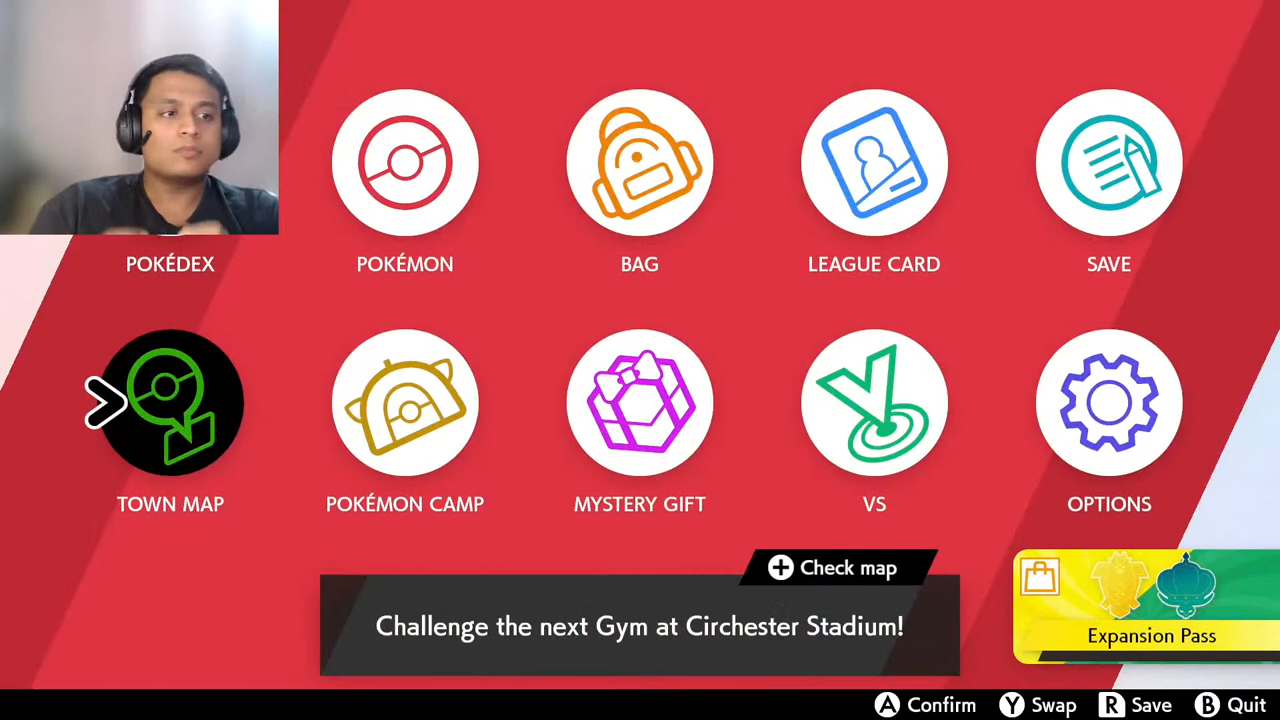 POKÉDEX
POKÉMON
BAG
LEAGUE CARD
SAVE
TOWN MAP
POKÉMON CAMP
MYSTERY GIFT
VS
OPTIONS
Check map
Challenge the next Gym at Circhester Stadium!
Expansion Pass
A Confirm Y Swap R Save B Quit